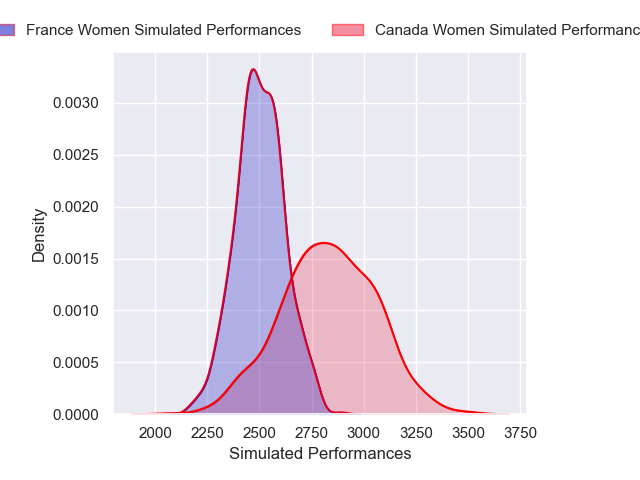 France Women Simulated Performances
Canada Women Simulated Performanc
0.0030
0.0025
0.0020
0.0015
0.0010
0.0005
0.0000
Density
2000 2250 2500 2750 3000 3250 3500 3750
Simulated Performances